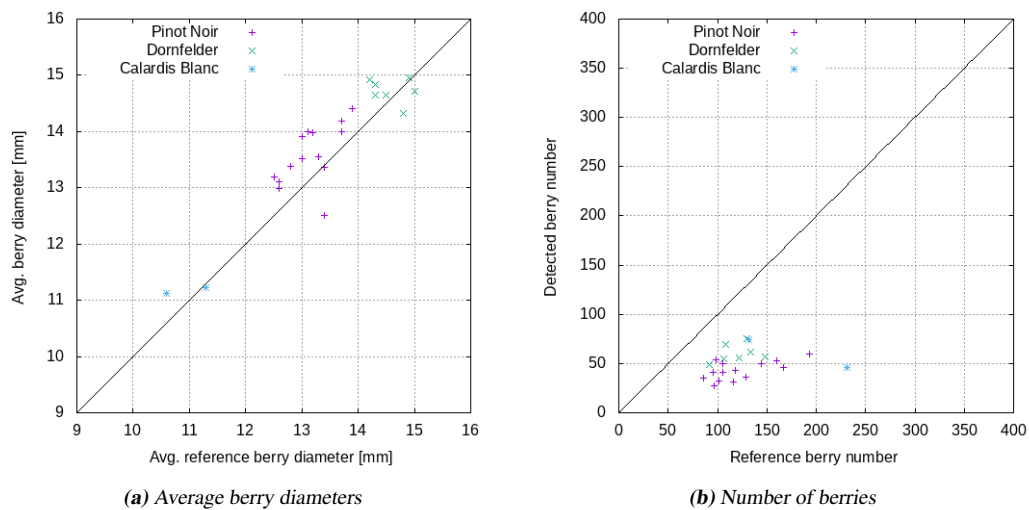 16
15
14
13
12
11
10
9
Avg. berry diameter [mm]
Pinot Noir
Dornfelder
Calardis Blanc
9 10 11 12 13 14 15 16
Avg. reference berry diameter [mm]
(a) Average berry diameters
400
350
300
250
200
150
100
50
0
Detected berry number
Pinot Noir
Dornfelder
Calardis Blanc
0 50 100 150 200 250 300 350 400
Reference berry number
(b) Number of berries